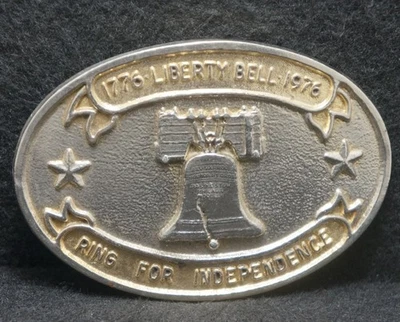 1776 · LIBERTY BELL · 1976
RING FOR INDEPENDENCE